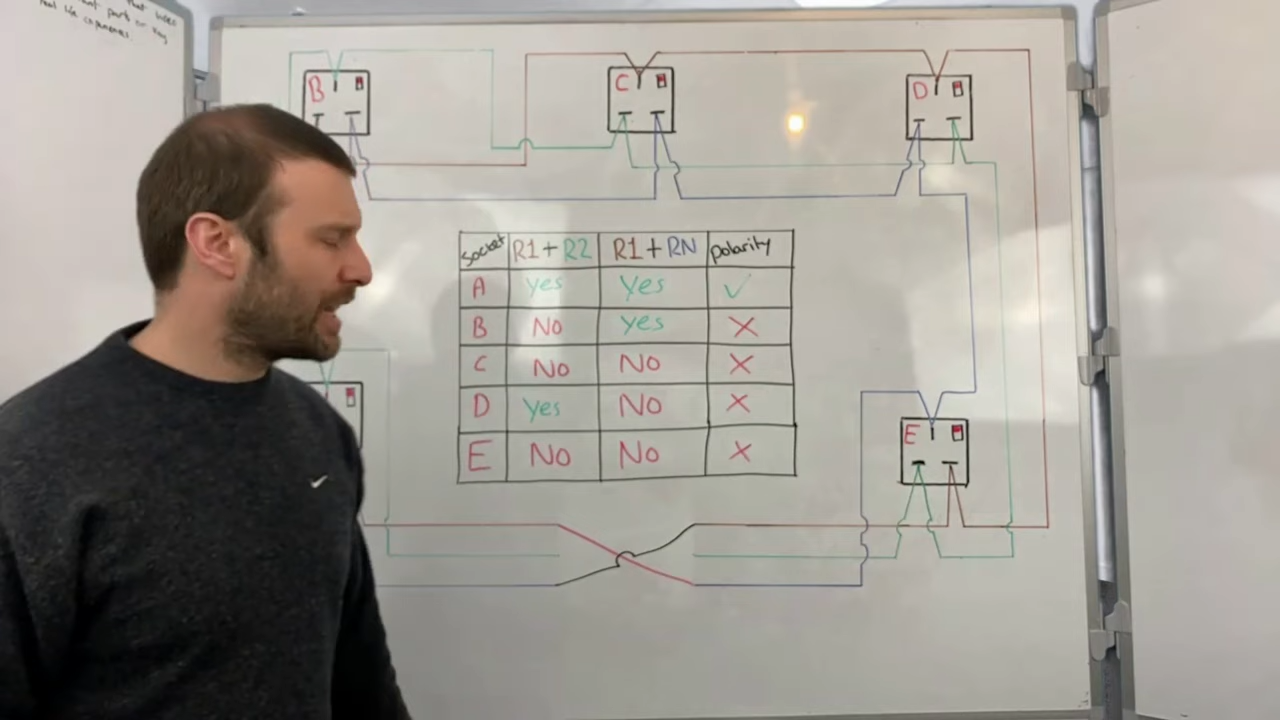 B
C
D
Socket R1+R2 R1+RN polarity
A yes yes ✓
B No yes X
C No No X
D yes No X
E No No X
E